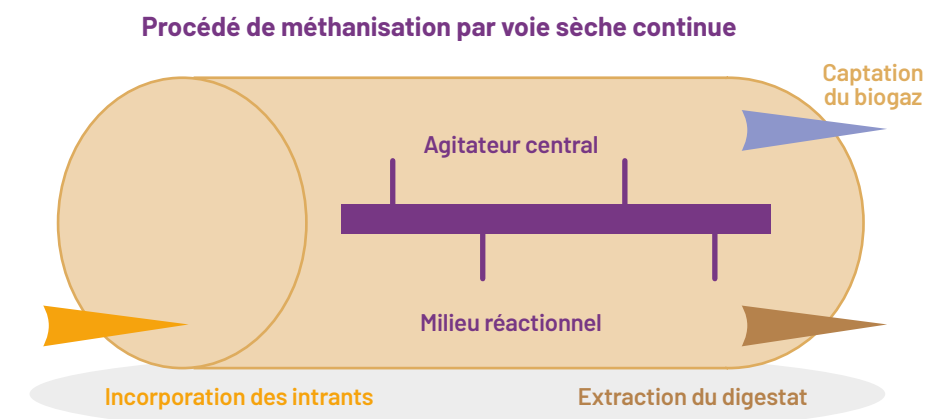 Procédé de méthanisation par voie sèche continue
Captation
du biogaz
Agitateur central
Milieu réactionnel
Incorporation des intrants
Extraction du digestat